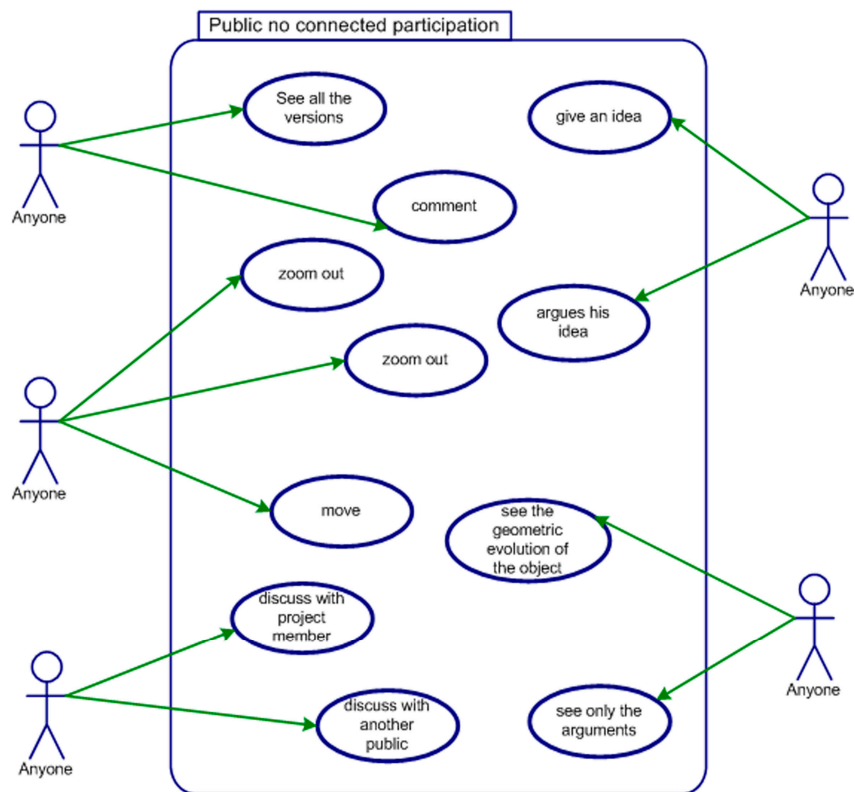 Public no connected participation
See all the
versions
give an idea
Anyone
comment
Anyone
zoom out
argues his
idea
zoom out
Anyone
move
see the
geometric
evolution of
the object
discuss with
project
member
Anyone
discuss with
another
public
see only the
arguments
Anyone